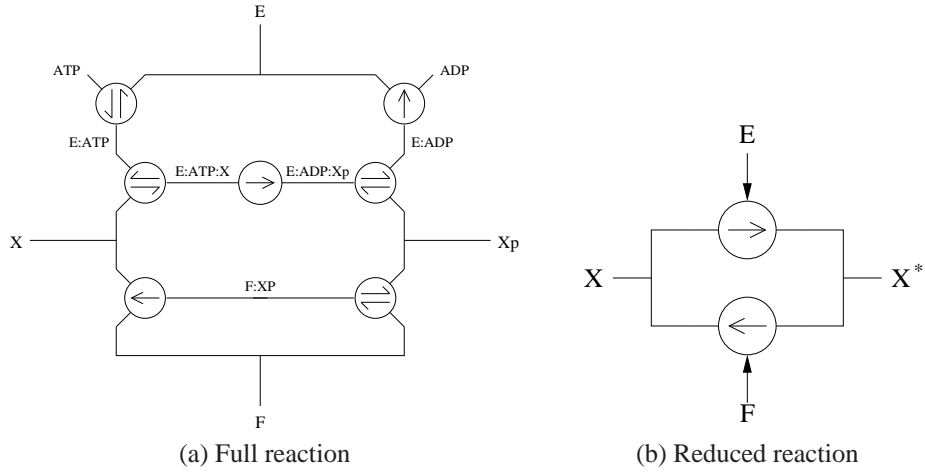 E
ATP
ADP
E:ATP
E:ADP
E:ATP:X
E:ADP:Xp
X
Xp
F:XP
F
(a) Full reaction
E
X
X*
F
(b) Reduced reaction